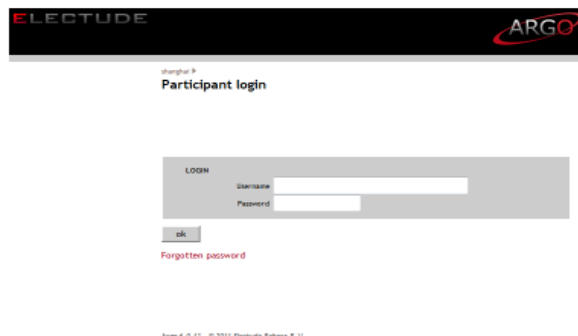 ELECTUDE
ARGO
shanghai
Participant login
LOGIN
Username
Password
ok
Forgotten password